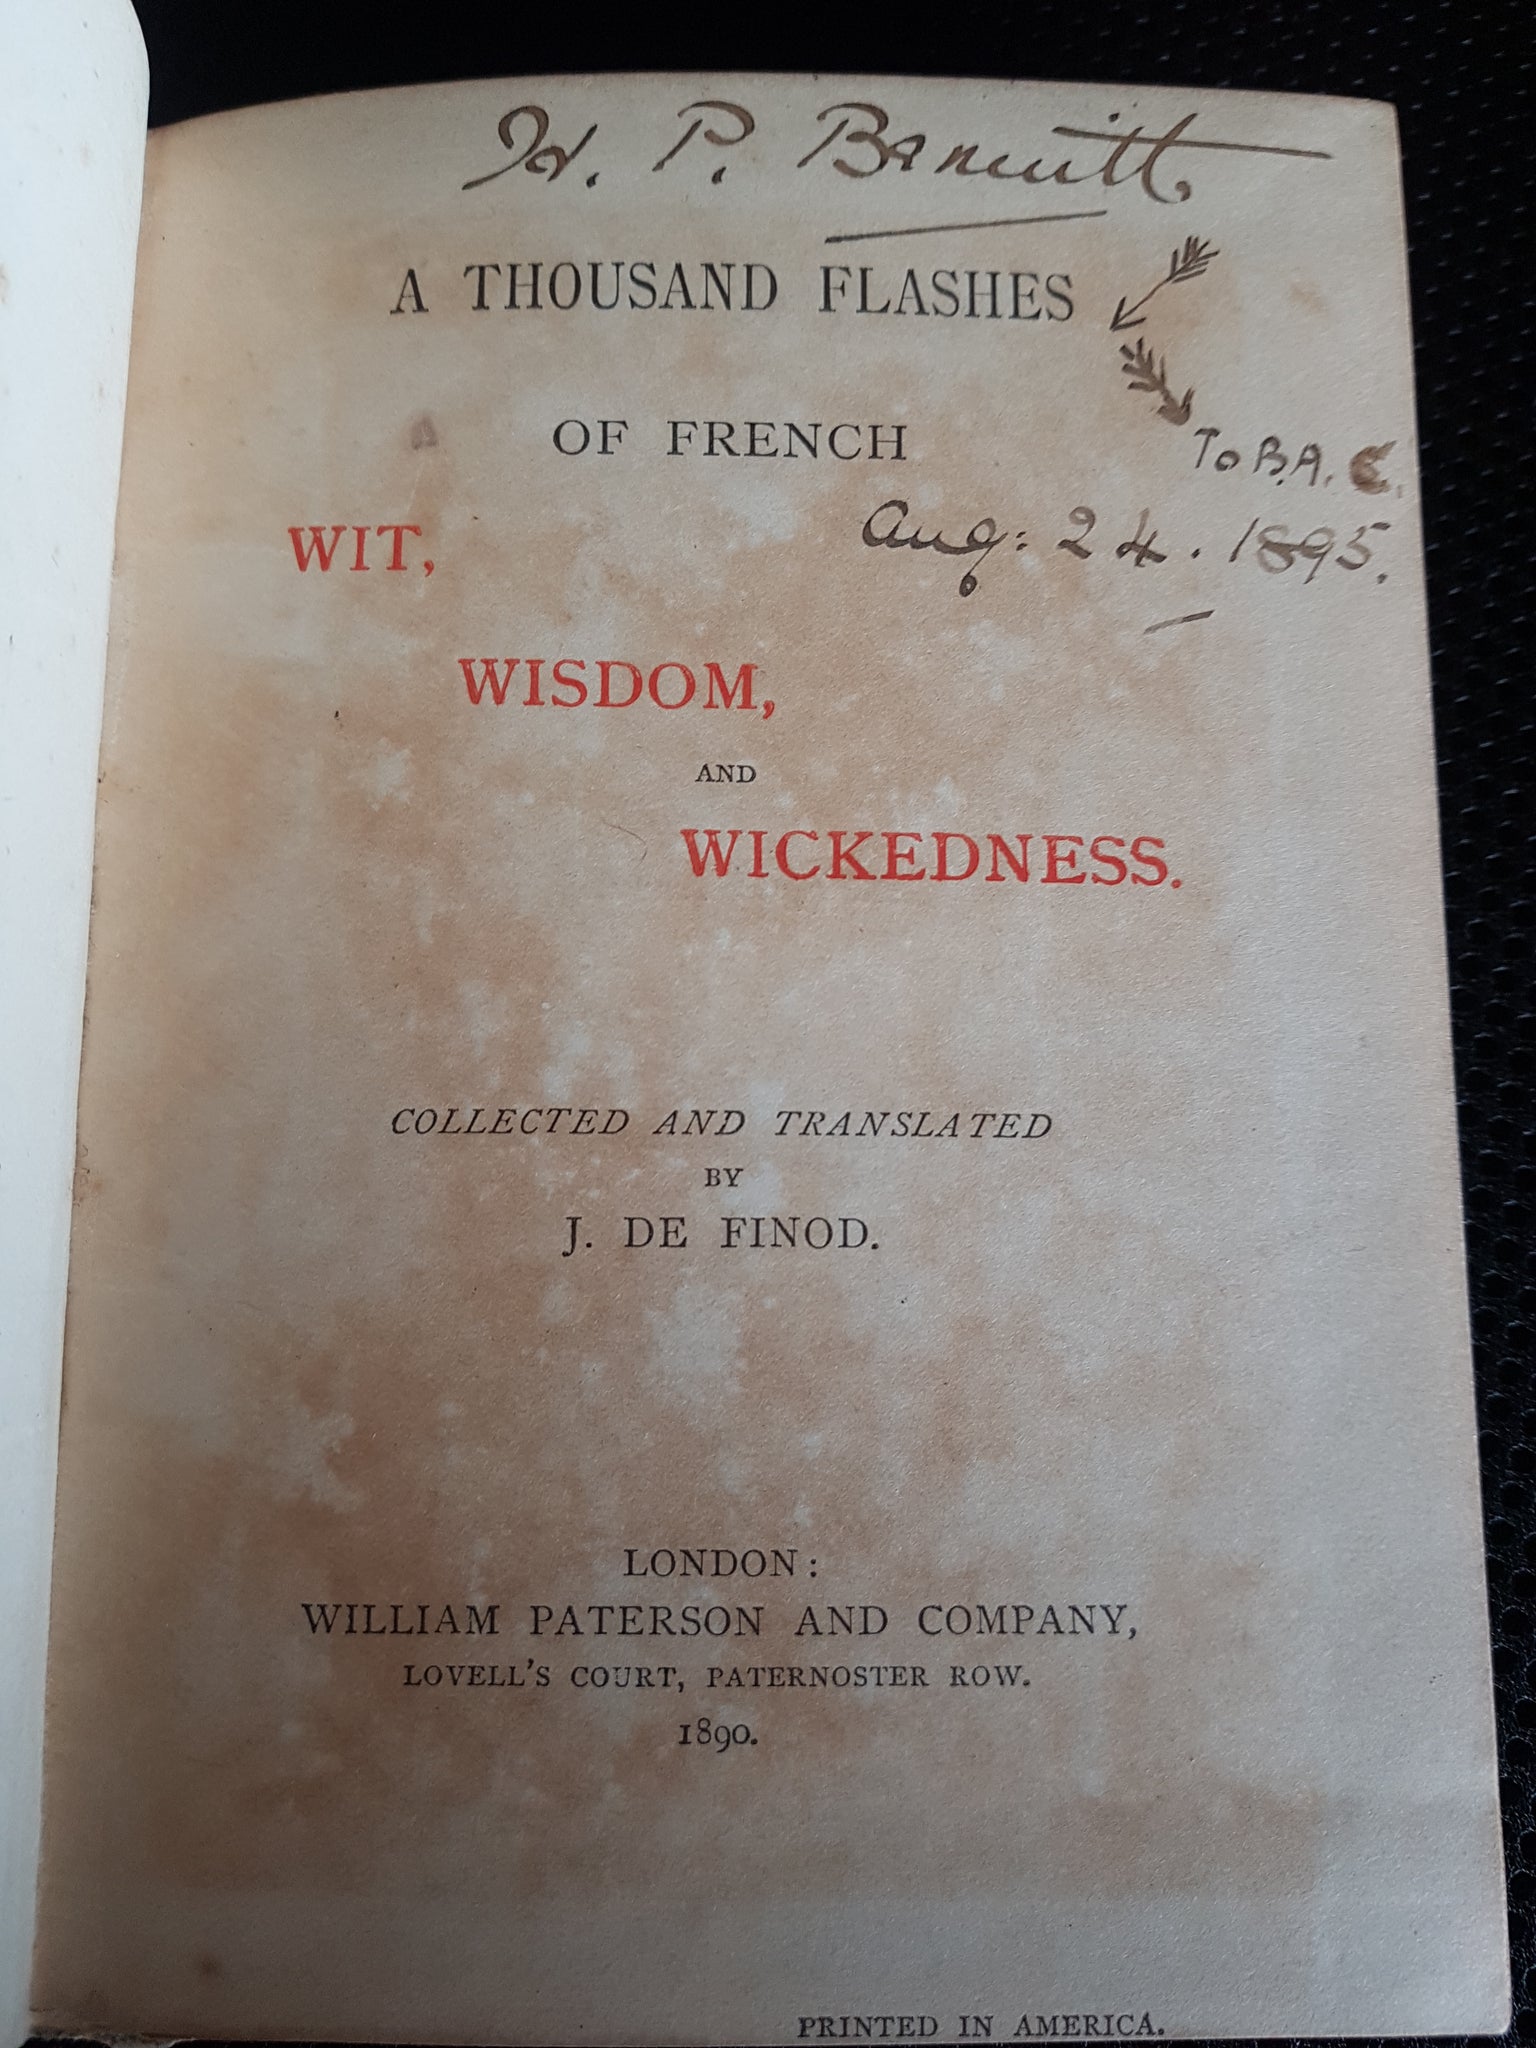 P.
A THOUSAND FLASHES
OF FRENCH
To B.A. C.
WIT,
Aug: 24. 1895.
WISDOM,
AND
WICKEDNESS.
COLLECTED AND TRANSLATED
BY
J. DE FINOD.
LONDON:
WILLIAM PATERSON AND COMPANY,
LOVELL'S COURT, PATERNOSTER ROW.
1890.
PRINTED IN AMERICA.